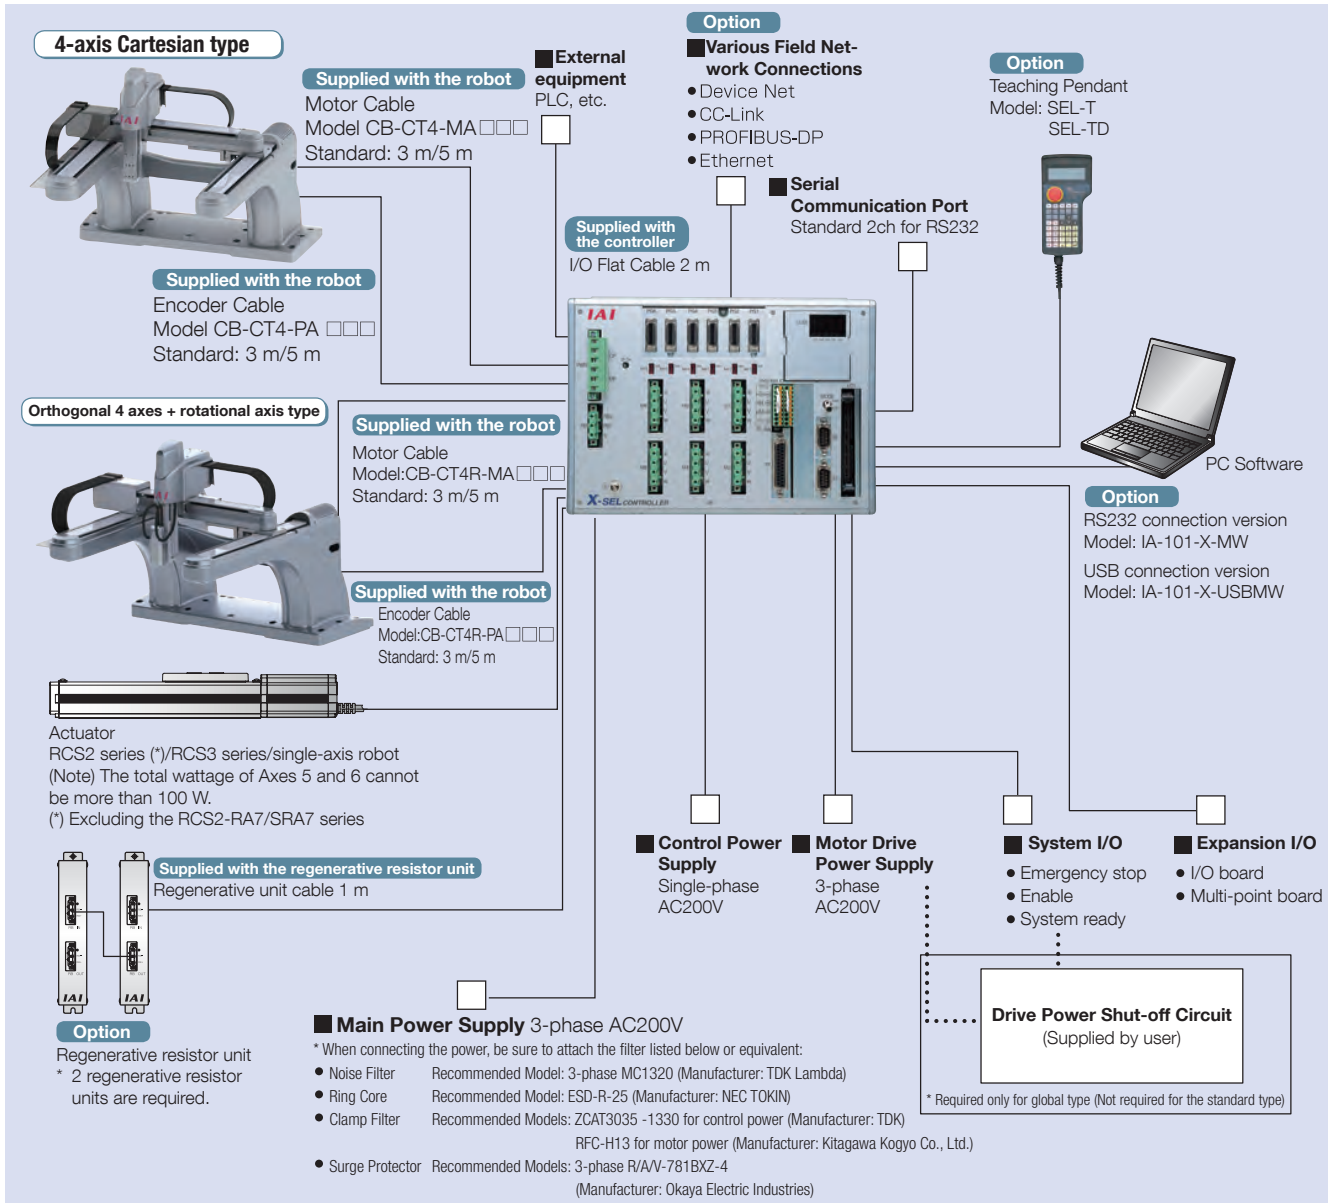 4-axis Cartesian type
Supplied with the robot
Motor Cable
Model CB-CT4-MA□□□
Standard: 3 m/5 m
■External
equipment
PLC, etc.
Option
■Various Field Net-
work Connections
● Device Net
● CC-Link
● PROFIBUS-DP
● Ethernet
Option
Teaching Pendant
Model: SEL-T
SEL-TD
■ Serial
Communication Port
Standard 2ch for RS232
Supplied with
the controller
I/O Flat Cable 2 m
Supplied with the robot
Encoder Cable
Model CB-CT4-PA □□□
Standard: 3 m/5 m
IAI
IAI
X-SEL CONTROLLER
Orthogonal 4 axes + rotational axis type
Supplied with the robot
Motor Cable
Model:CB-CT4R-MA□□□
Standard: 3 m/5 m
IAI
Supplied with the robot
Encoder Cable
Model:CB-CT4R-PA□□□
Standard: 3 m/5 m
PC Software
Option
RS232 connection version
Model: IA-101-X-MW
USB connection version
Model: IA-101-X-USBMW
Actuator
RCS2 series (*)/RCS3 series/single-axis robot
(Note) The total wattage of Axes 5 and 6 cannot
be more than 100 W.
(*) Excluding the RCS2-RA7/SRA7 series
Supplied with the regenerative resistor unit
Regenerative unit cable 1 m
RB IN
RB IN
RB OUT
RB OUT
IAI
IAI
Option
Regenerative resistor unit
* 2 regenerative resistor
units are required.
■ Control Power
Supply
Single-phase
AC200V
■ Motor Drive
Power Supply
3-phase
AC200V
■ System I/O
● Emergency stop
● Enable
● System ready
■ Expansion I/O
● I/O board
● Multi-point board
Drive Power Shut-off Circuit
(Supplied by user)
* Required only for global type (Not required for the standard type)
■ Main Power Supply 3-phase AC200V
* When connecting the power, be sure to attach the filter listed below or equivalent:
● Noise Filter Recommended Model: 3-phase MC1320 (Manufacturer: TDK Lambda)
● Ring Core Recommended Model: ESD-R-25 (Manufacturer: NEC TOKIN)
● Clamp Filter Recommended Models: ZCAT3035 -1330 for control power (Manufacturer: TDK)
RFC-H13 for motor power (Manufacturer: Kitagawa Kogyo Co., Ltd.)
● Surge Protector Recommended Models: 3-phase R/A/V-781BXZ-4
(Manufacturer: Okaya Electric Industries)